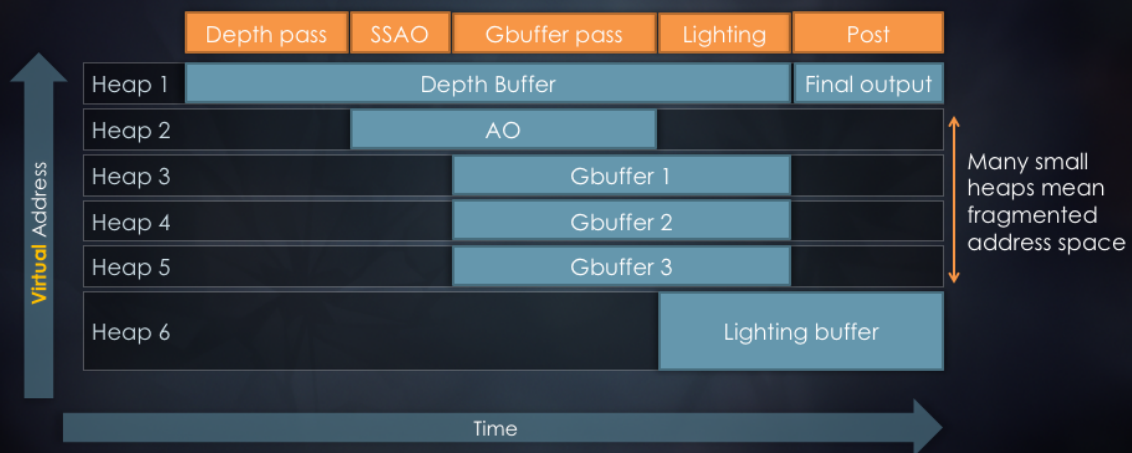 Depth pass
SSAO
Gbuffer pass
Lighting
Post
Heap 1
Depth Buffer
Final output
Heap 2
AO
Heap 3
Gbuffer 1
Heap 4
Gbuffer 2
Heap 5
Gbuffer 3
Heap 6
Lighting buffer
Many small
heaps mean
fragmented
address space
Virtual Address
Time